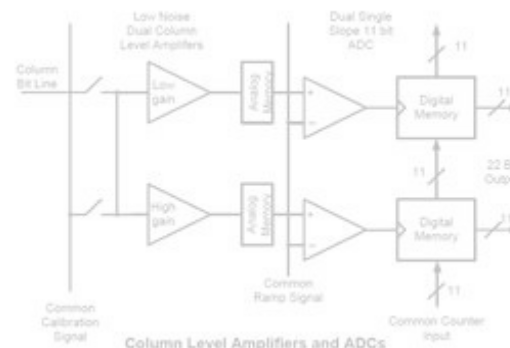 Low Noise
Dual Column
Level Amplifers
Dual Single
Slope 11 bit
ADC
11
Column
Bit Line
Low
gain
Analog
Memory
+
−
Digital
Memory
11
11
22 B
Outp
High
gain
Analog
Memory
+
−
Digital
Memory
11
Common
Ramp Signal
11
Common
Calibration
Signal
Common Counter
Input
Column Level Amplifiers and ADCs